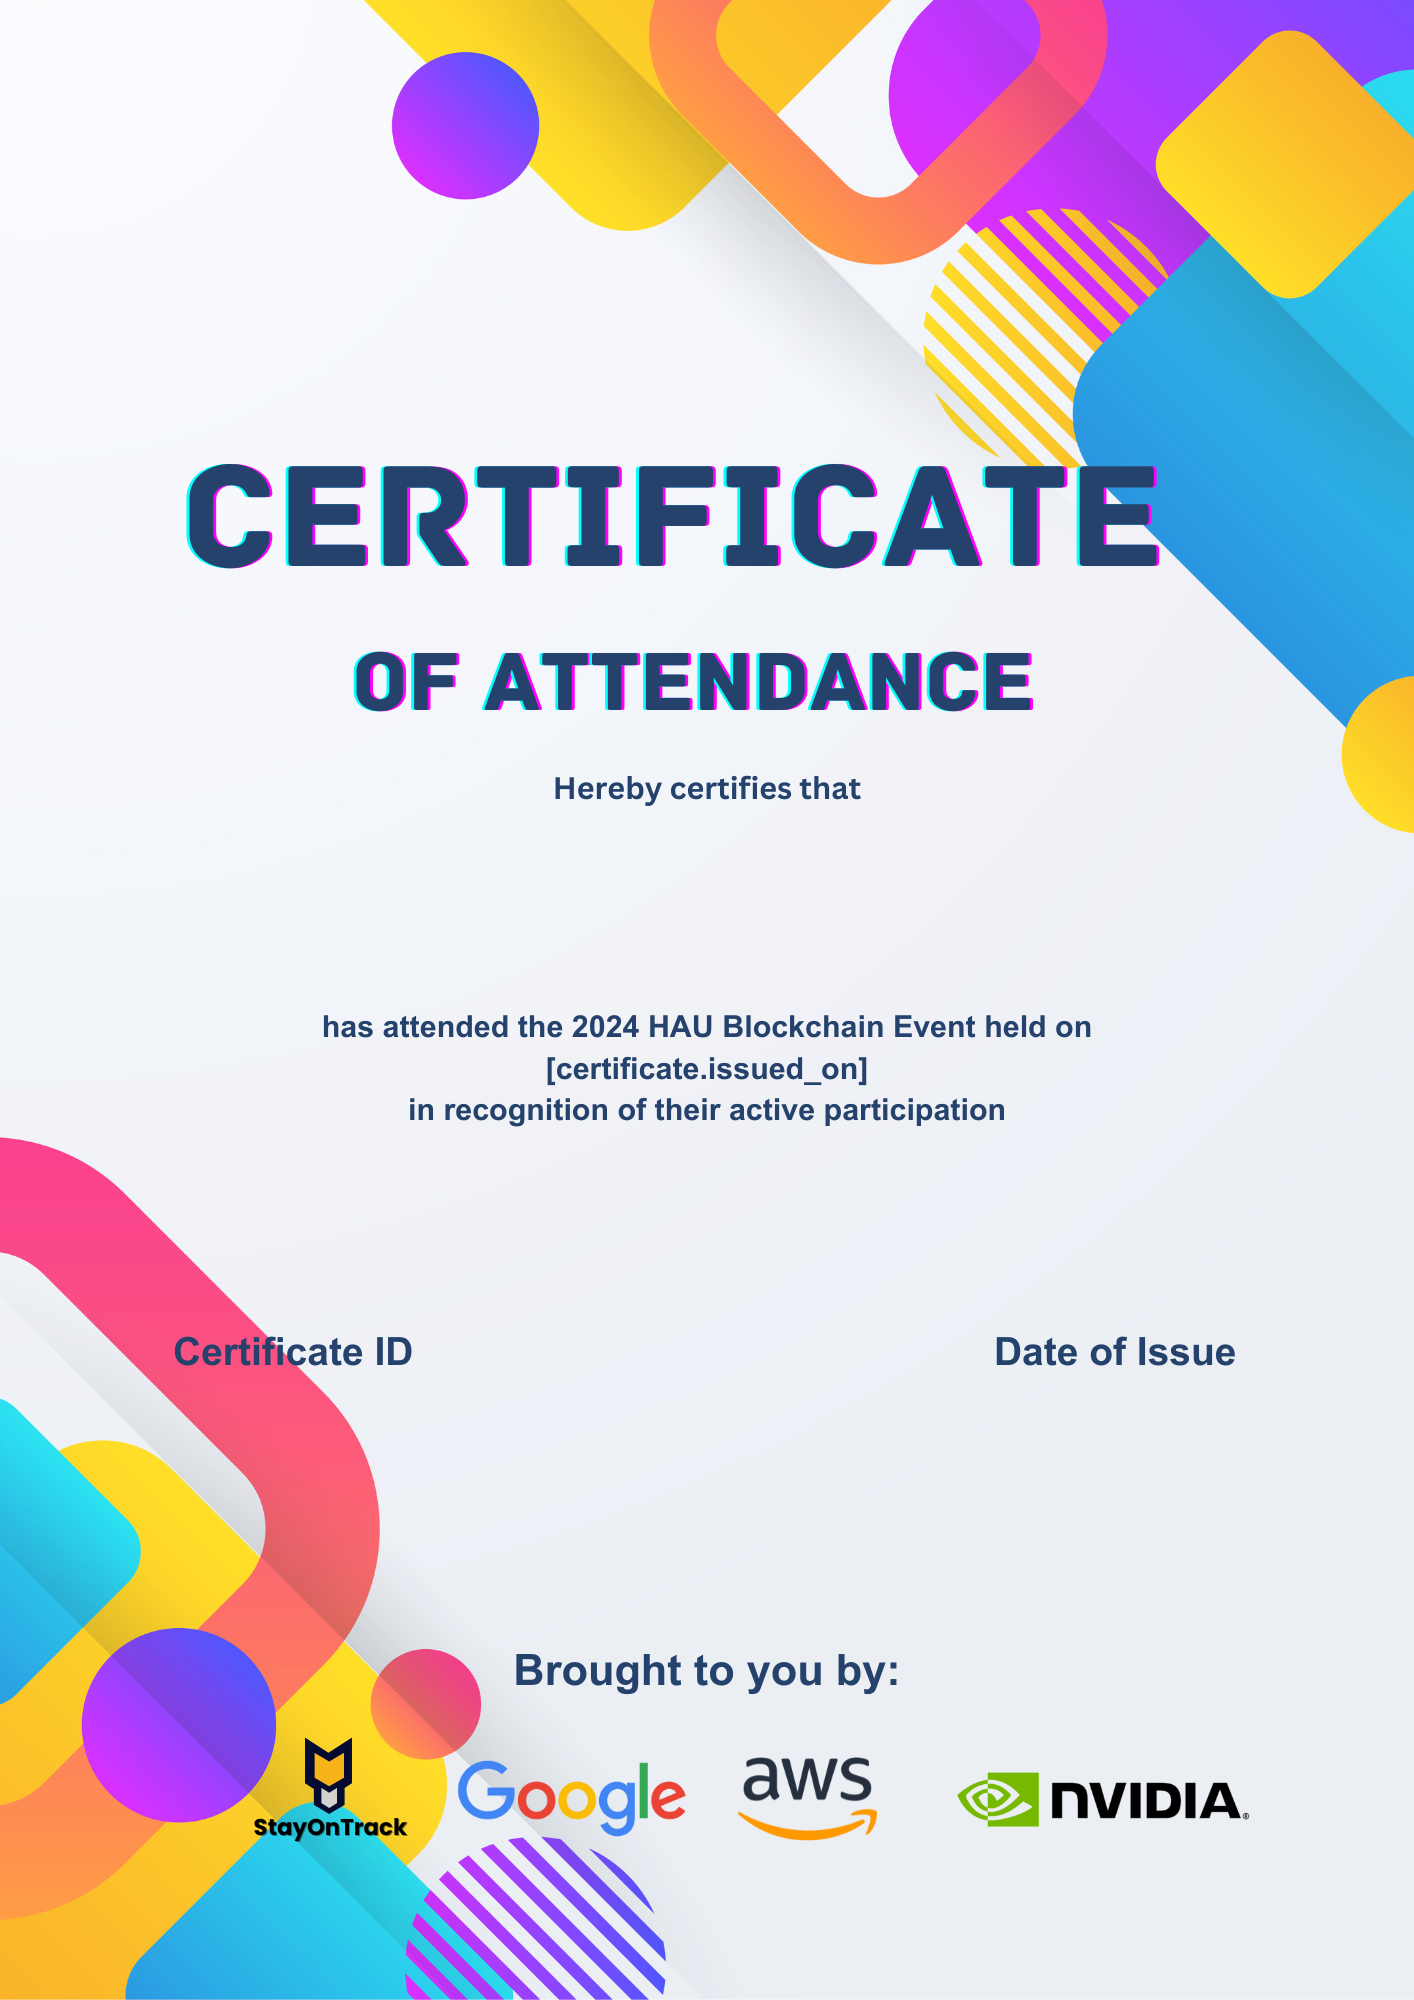 CERTIFICATE
OF ATTENDANCE
Hereby certifies that
has attended the 2024 HAU Blockchain Event held on
[certificate.issued_on]
in recognition of their active participation
Certificate ID
Date of Issue
Brought to you by:
StayOnTrack
Google
aws
NVIDIA®